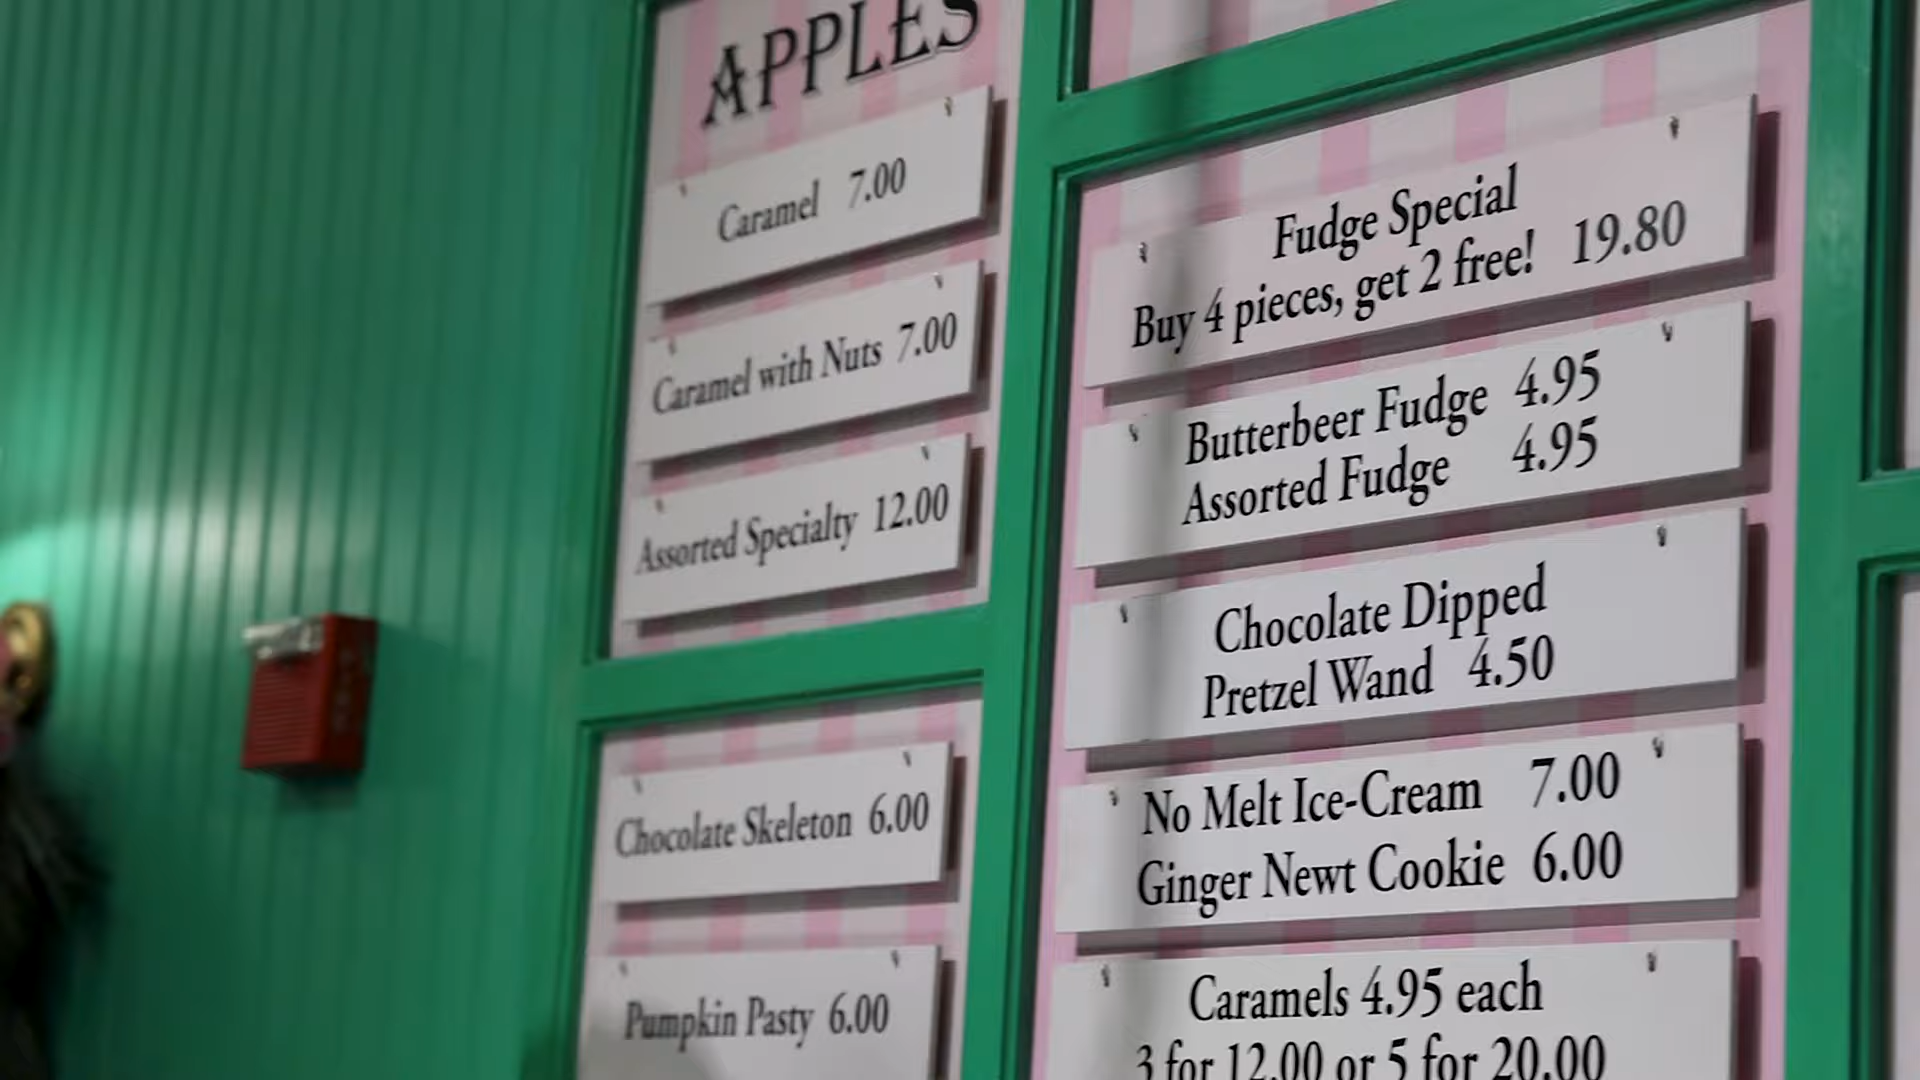 APPLES
Caramel 7.00
Caramel with Nuts 7.00
Assorted Specialty 12.00
Chocolate Skeleton 6.00
Pumpkin Pasty 6.00
Fudge Special
Buy 4 pieces, get 2 free! 19.80
Butterbeer Fudge 4.95
Assorted Fudge 4.95
Chocolate Dipped
Pretzel Wand 4.50
No Melt Ice-Cream 7.00
Ginger Newt Cookie 6.00
Caramels 4.95 each
3 for 12.00 or 5 for 20.00